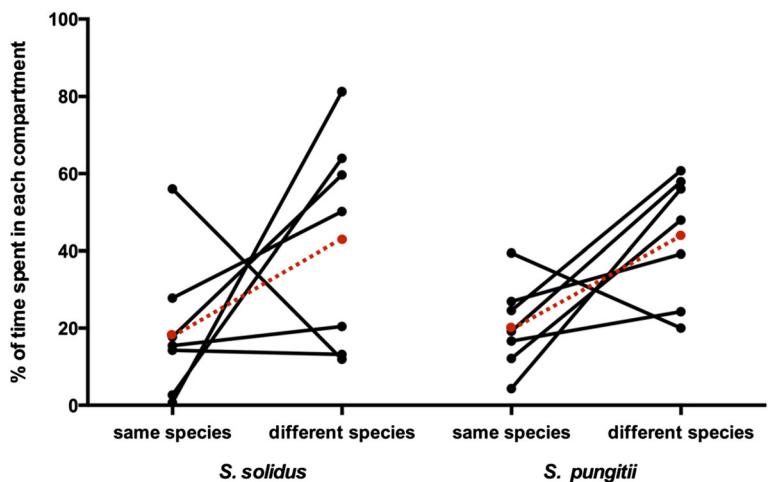 % of time spent in each compartment
100
80
60
40
20
0
same species different species same species different species
S. solidus S. pungitii